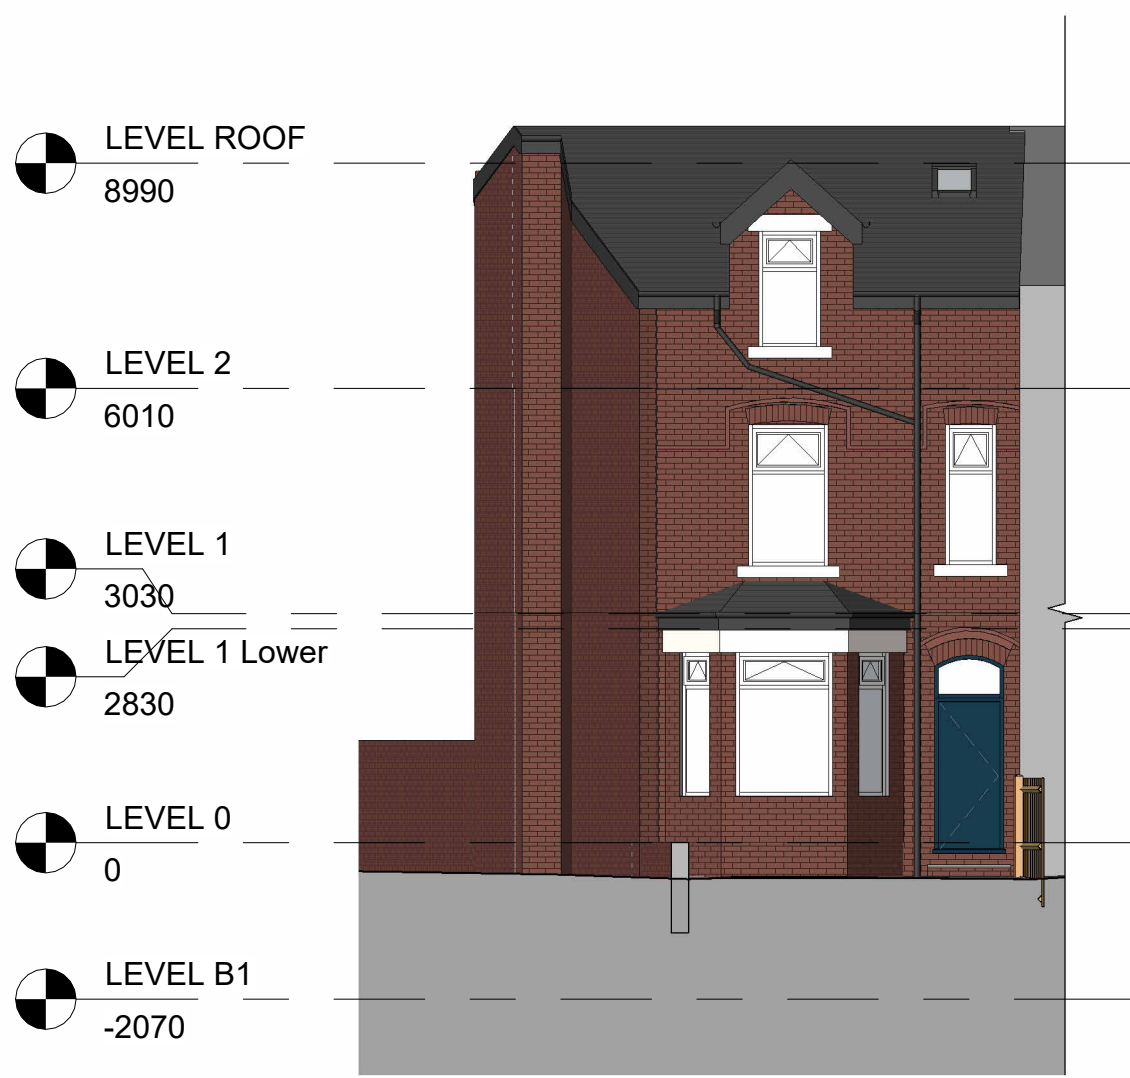 LEVEL ROOF
8990
LEVEL 2
6010
LEVEL 1
3030
LEVEL 1 Lower
2830
LEVEL 0
0
LEVEL B1
-2070